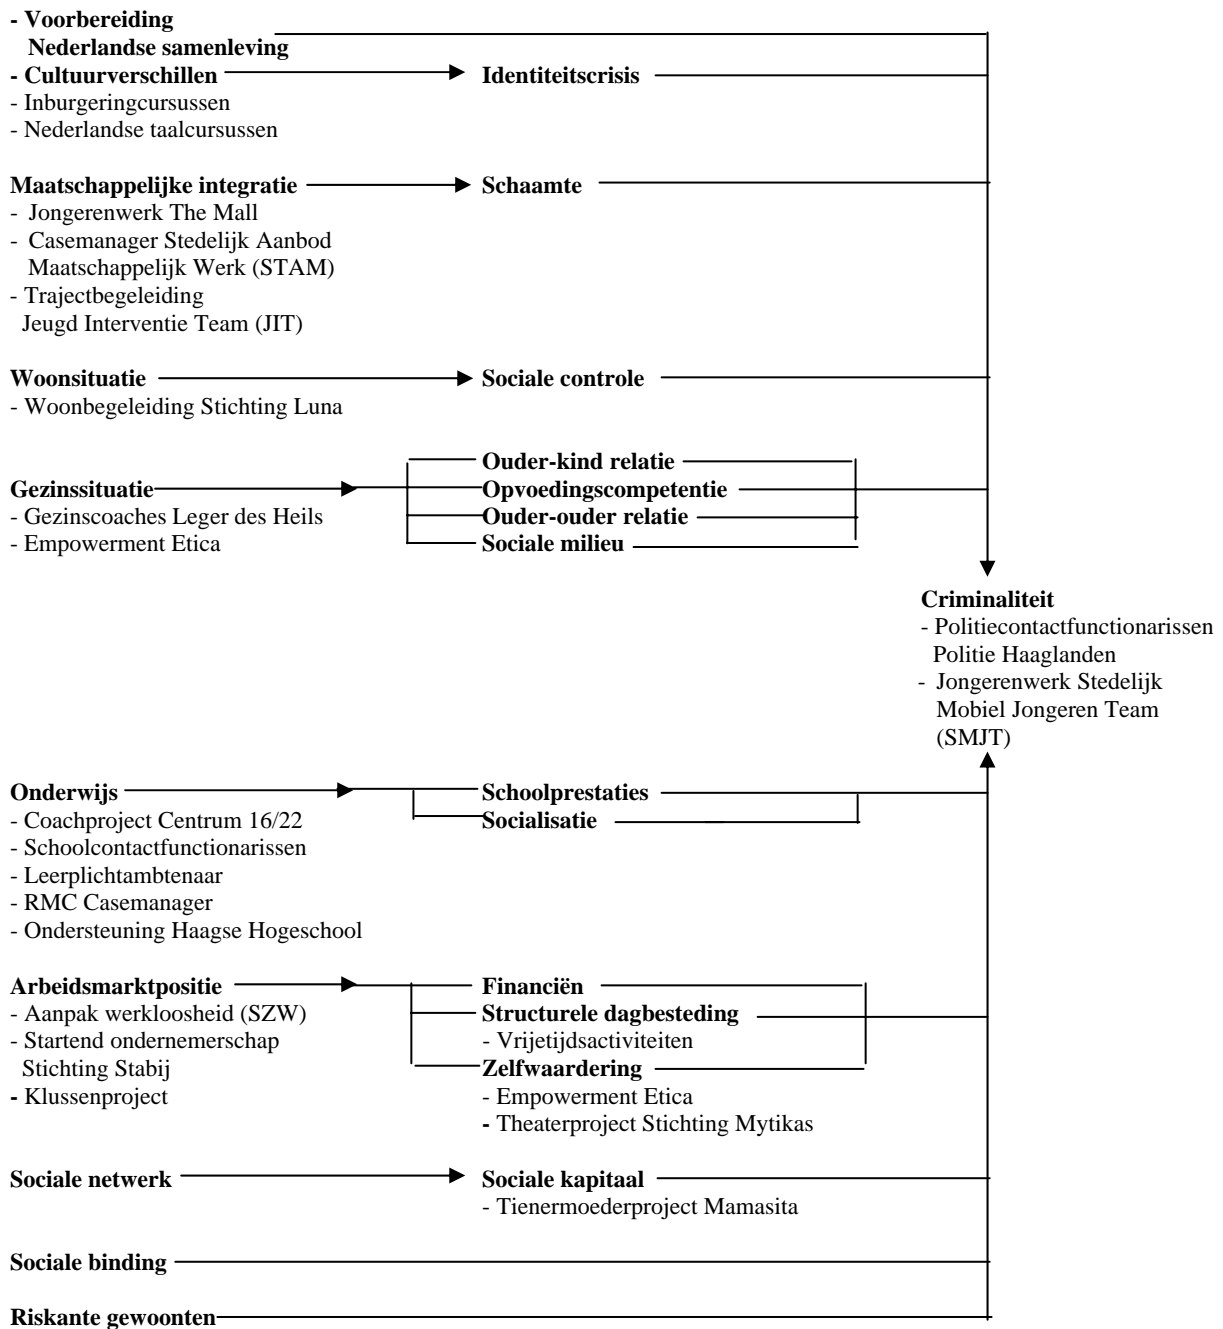 - Voorbereiding
Nederlandse samenleving
- Cultuurverschillen
Identiteitscrisis
- Inburgeringcursussen
- Nederlandse taalcursussen
Maatschappelijke integratie
Schaamte
- Jongerenwerk The Mall
- Casemanager Stedelijk Aanbod
Maatschappelijk Werk (STAM)
- Trajectbegeleiding
Jeugd Interventie Team (JIT)
Woonsituatie
Sociale controle
- Woonbegeleiding Stichting Luna
Gezinssituatie
- Gezinscoaches Leger des Heils
- Empowerment Etica
Ouder-kind relatie
Opvoedingscompetentie
Ouder-ouder relatie
Sociale milieu
Criminaliteit
- Politiecontactfunctionarissen
Politie Haaglanden
- Jongerenwerk Stedelijk
Mobiel Jongeren Team
(SMJT)
Onderwijs
- Coachproject Centrum 16/22
- Schoolcontactfunctionarissen
- Leerplichtambtenaar
- RMC Casemanager
- Ondersteuning Haagse Hogeschool
Schoolprestaties
Socialisatie
Arbeidsmarktpositie
- Aanpak werkloosheid (SZW)
- Startend ondernemerschap
Stichting Stabij
- Klussenproject
Financiën
Structurele dagbesteding
- Vrijetijdsactiviteiten
Zelfwaardering
- Empowerment Etica
- Theaterproject Stichting Mytikas
Sociale netwerk
Sociale kapitaal
- Tienermoederproject Mamasita
Sociale binding
Riskante gewoonten